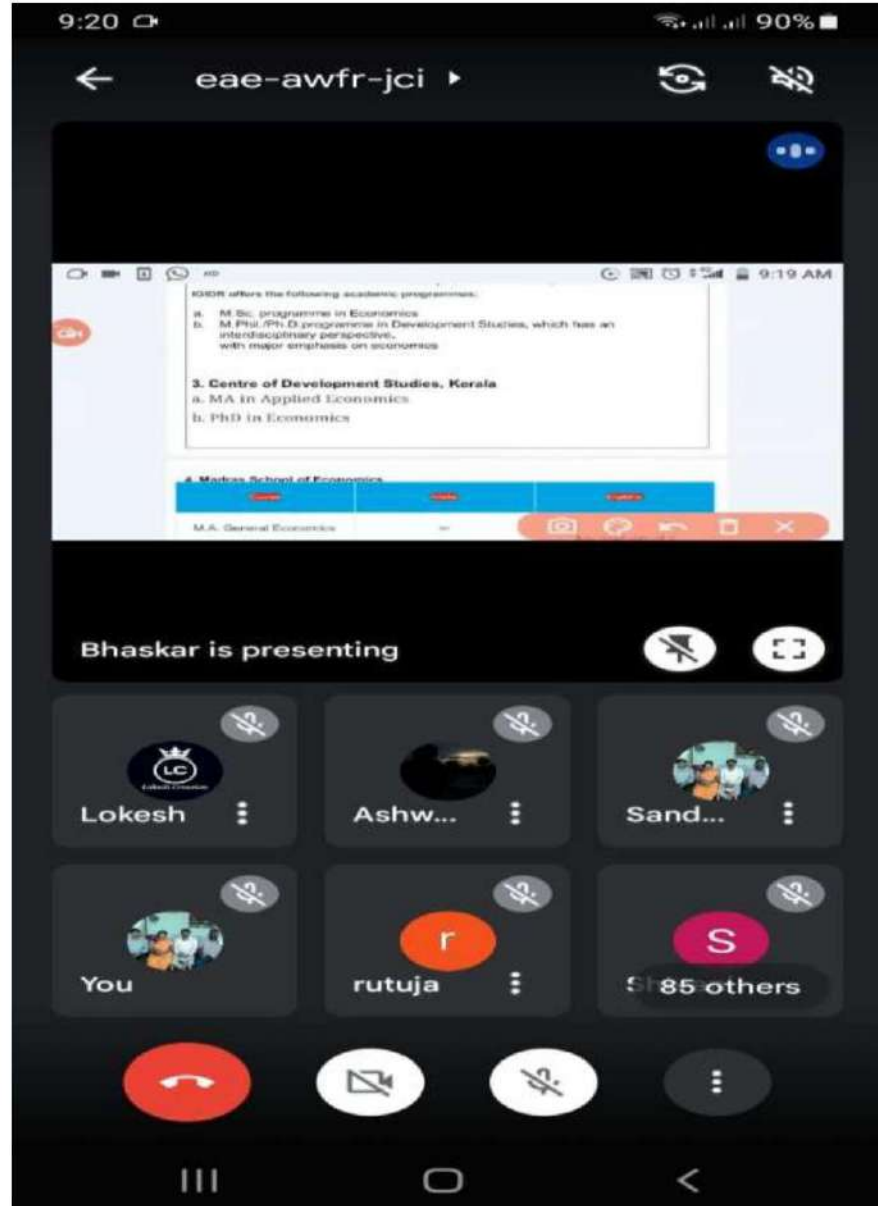 9:20 90%
eae-awfr-jci
9:19 AM
IGIDR offers the following academic programmes:
a. M.Sc. programme in Economics
b. M.Phil./Ph.D.programme in Development Studies, which has an
interdisciplinary perspective,
with major emphasis on economics
3. Centre of Development Studies, Kerala
a. MA in Applied Economics
b. PhD in Economics
4. Madras School of Economics
M.A. General Economics
Bhaskar is presenting
LC
Lokesh Ashw... Sand...
r S
You rutuja 85 others